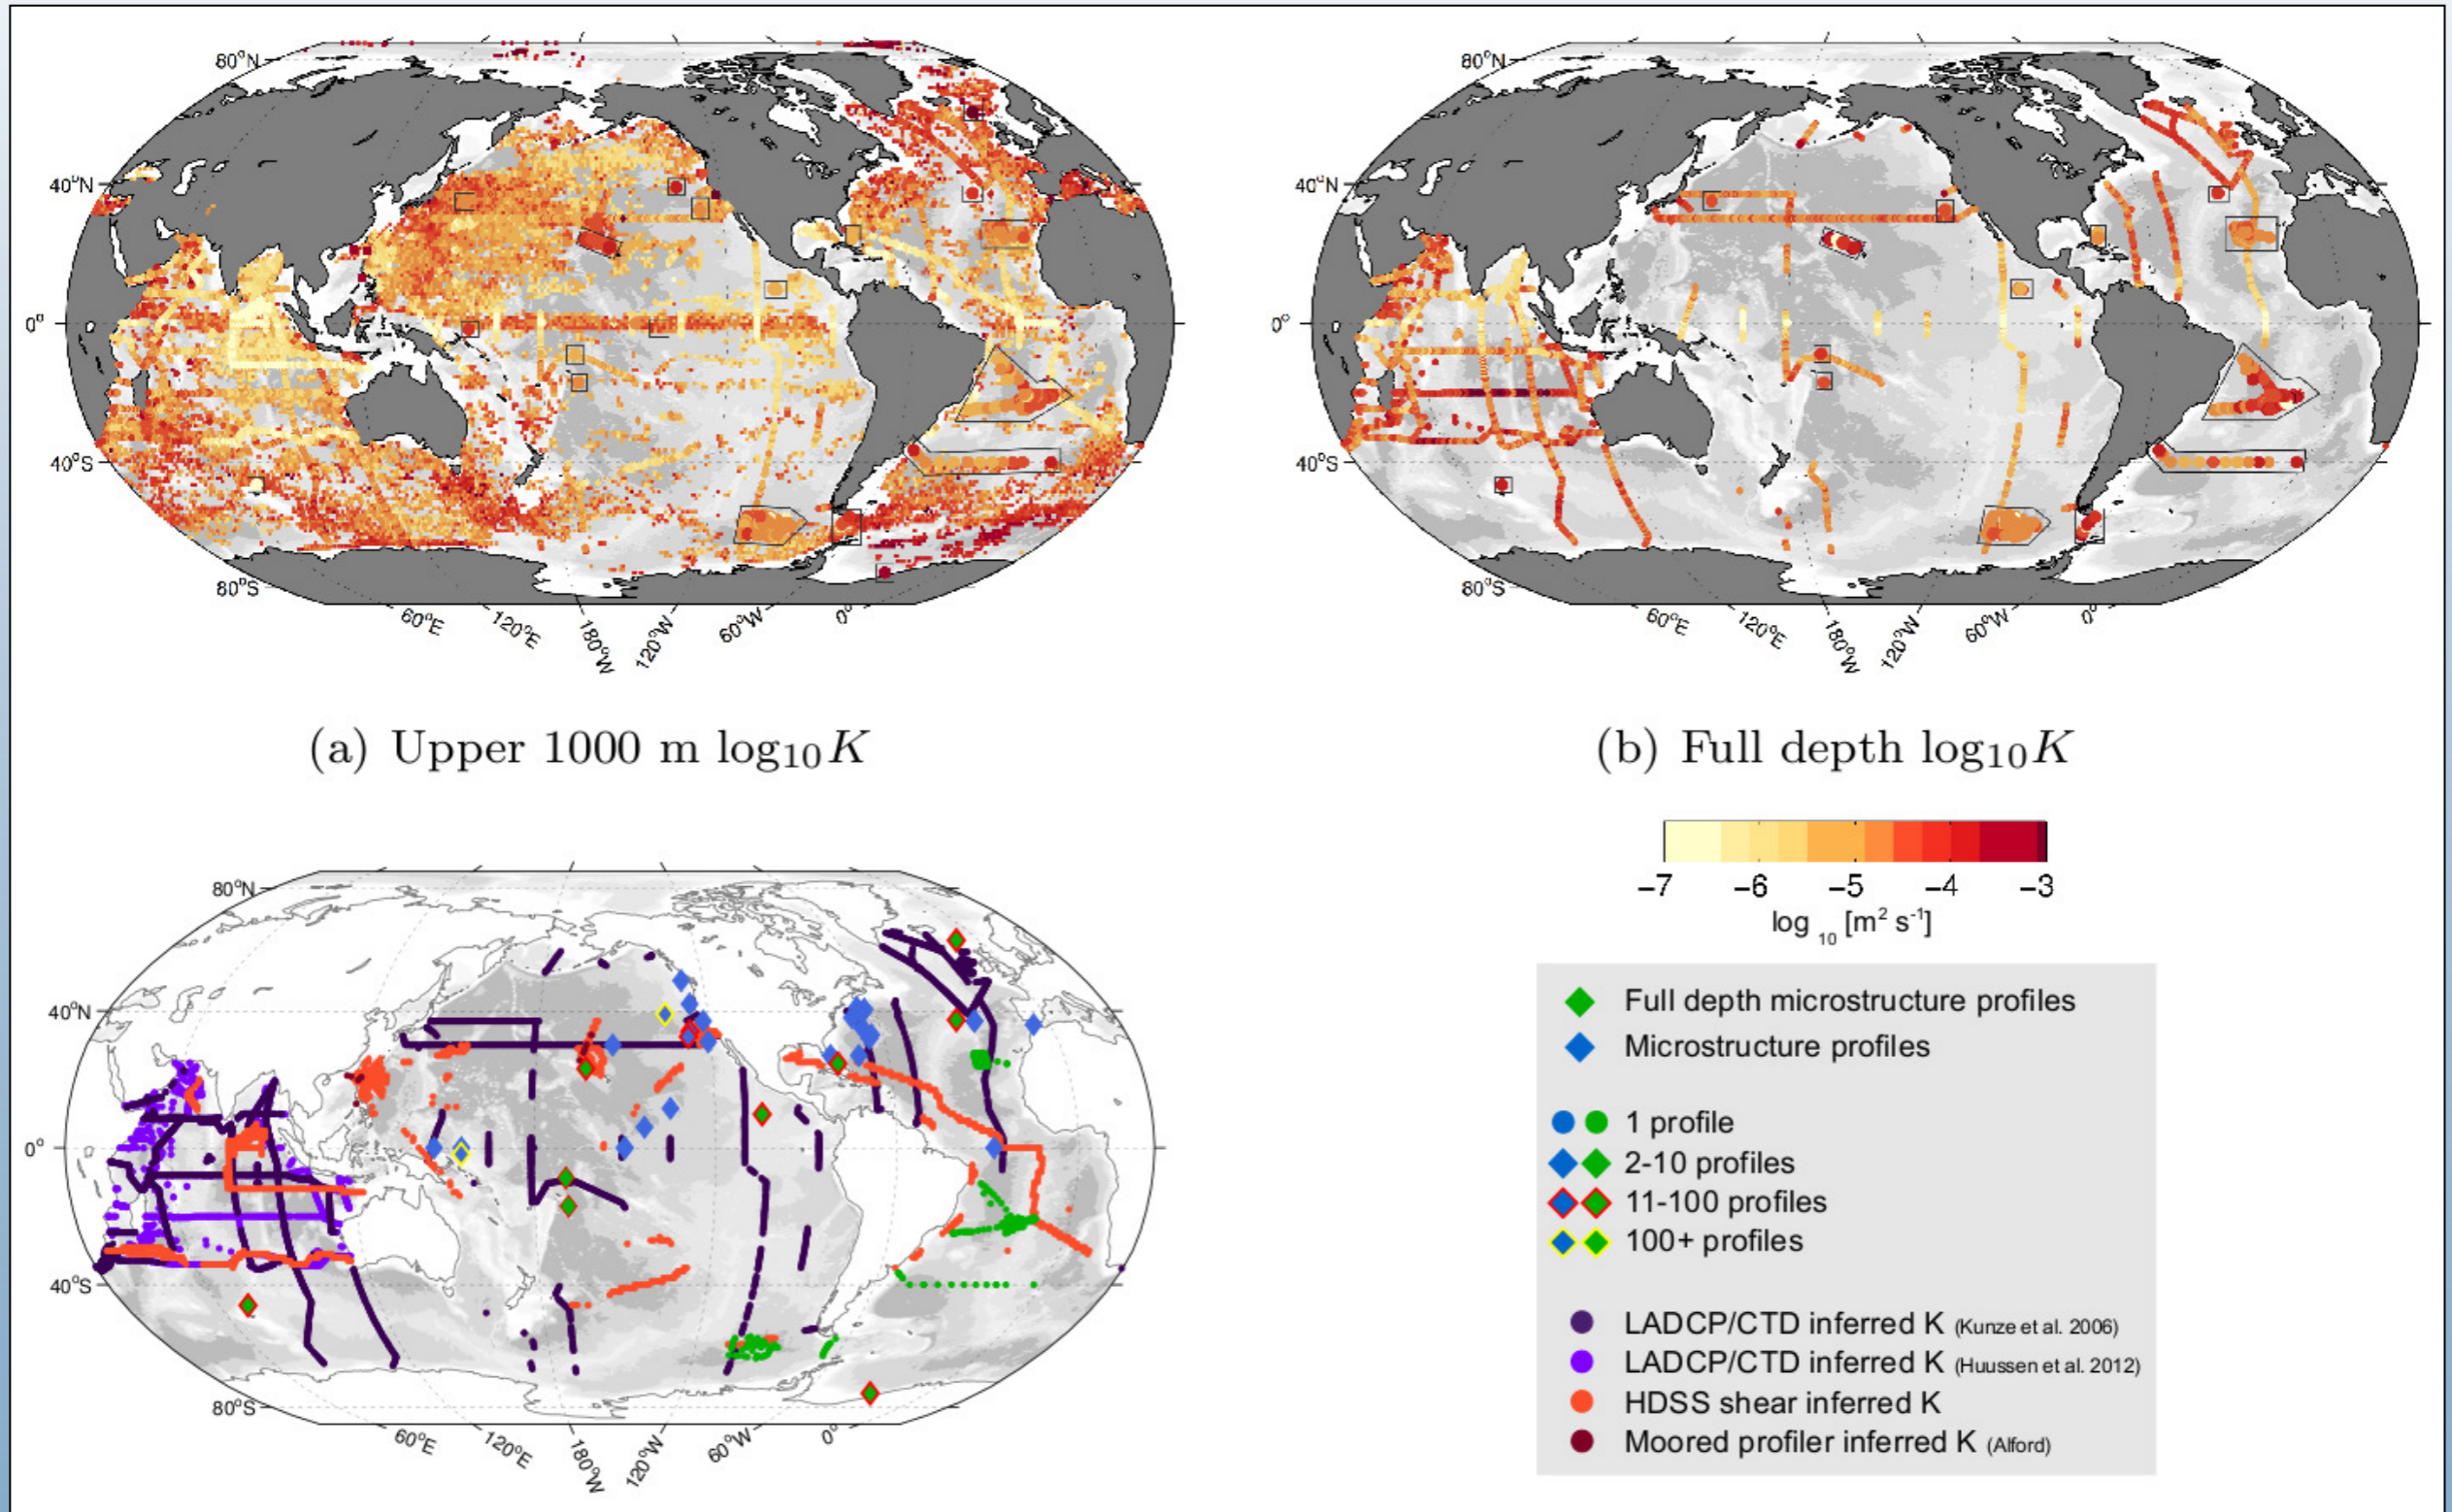 80°N
40°N
0°
40°S
80°S
60°E
120°E
180°W
120°W
60°W
0°
80°N
40°N
0°
40°S
80°S
60°E
120°E
180°W
120°W
60°W
0°
(a) Upper 1000 m log₁₀K
(b) Full depth log₁₀K
−7 −6 −5 −4 −3
log ₁₀ [m² s⁻¹]
80°N
40°N
0°
40°S
80°S
60°E
120°E
180°W
120°W
60°W
0°
Full depth microstructure profiles
Microstructure profiles
1 profile
2-10 profiles
11-100 profiles
100+ profiles
LADCP/CTD inferred K (Kunze et al. 2006)
LADCP/CTD inferred K (Huussen et al. 2012)
HDSS shear inferred K
Moored profiler inferred K (Alford)